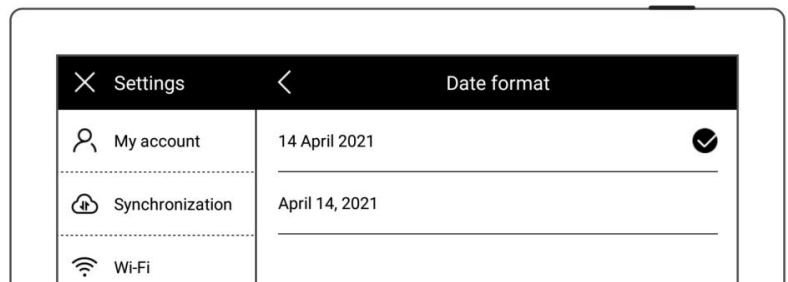 Settings
Date format
My account
14 April 2021
Synchronization
April 14, 2021
Wi-Fi